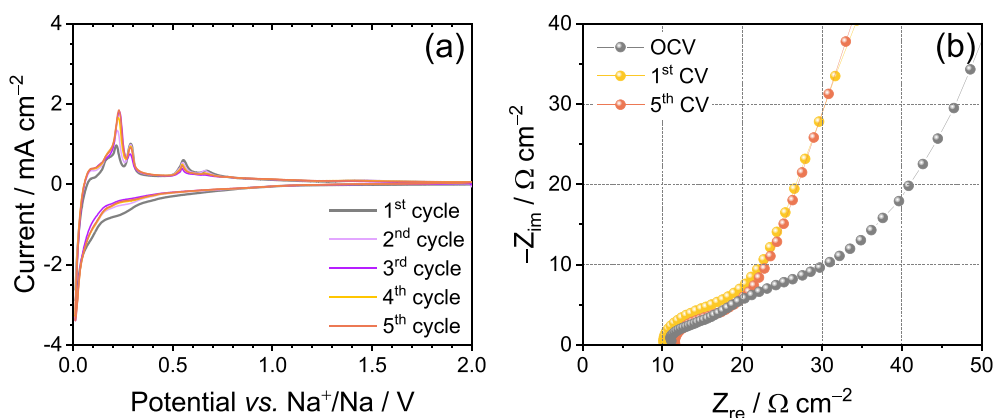 (a)
4
2
0
-2
-4
Current / mA cm⁻²
1ˢᵗ cycle
2ⁿᵈ cycle
3ʳᵈ cycle
4ᵗʰ cycle
5ᵗʰ cycle
0.0 0.5 1.0 1.5 2.0
Potential vs. Na⁺/Na / V
(b)
40
30
20
10
0
−Zim / Ω cm⁻²
OCV
1ˢᵗ CV
5ᵗʰ CV
0 10 20 30 40 50
Zre / Ω cm⁻²